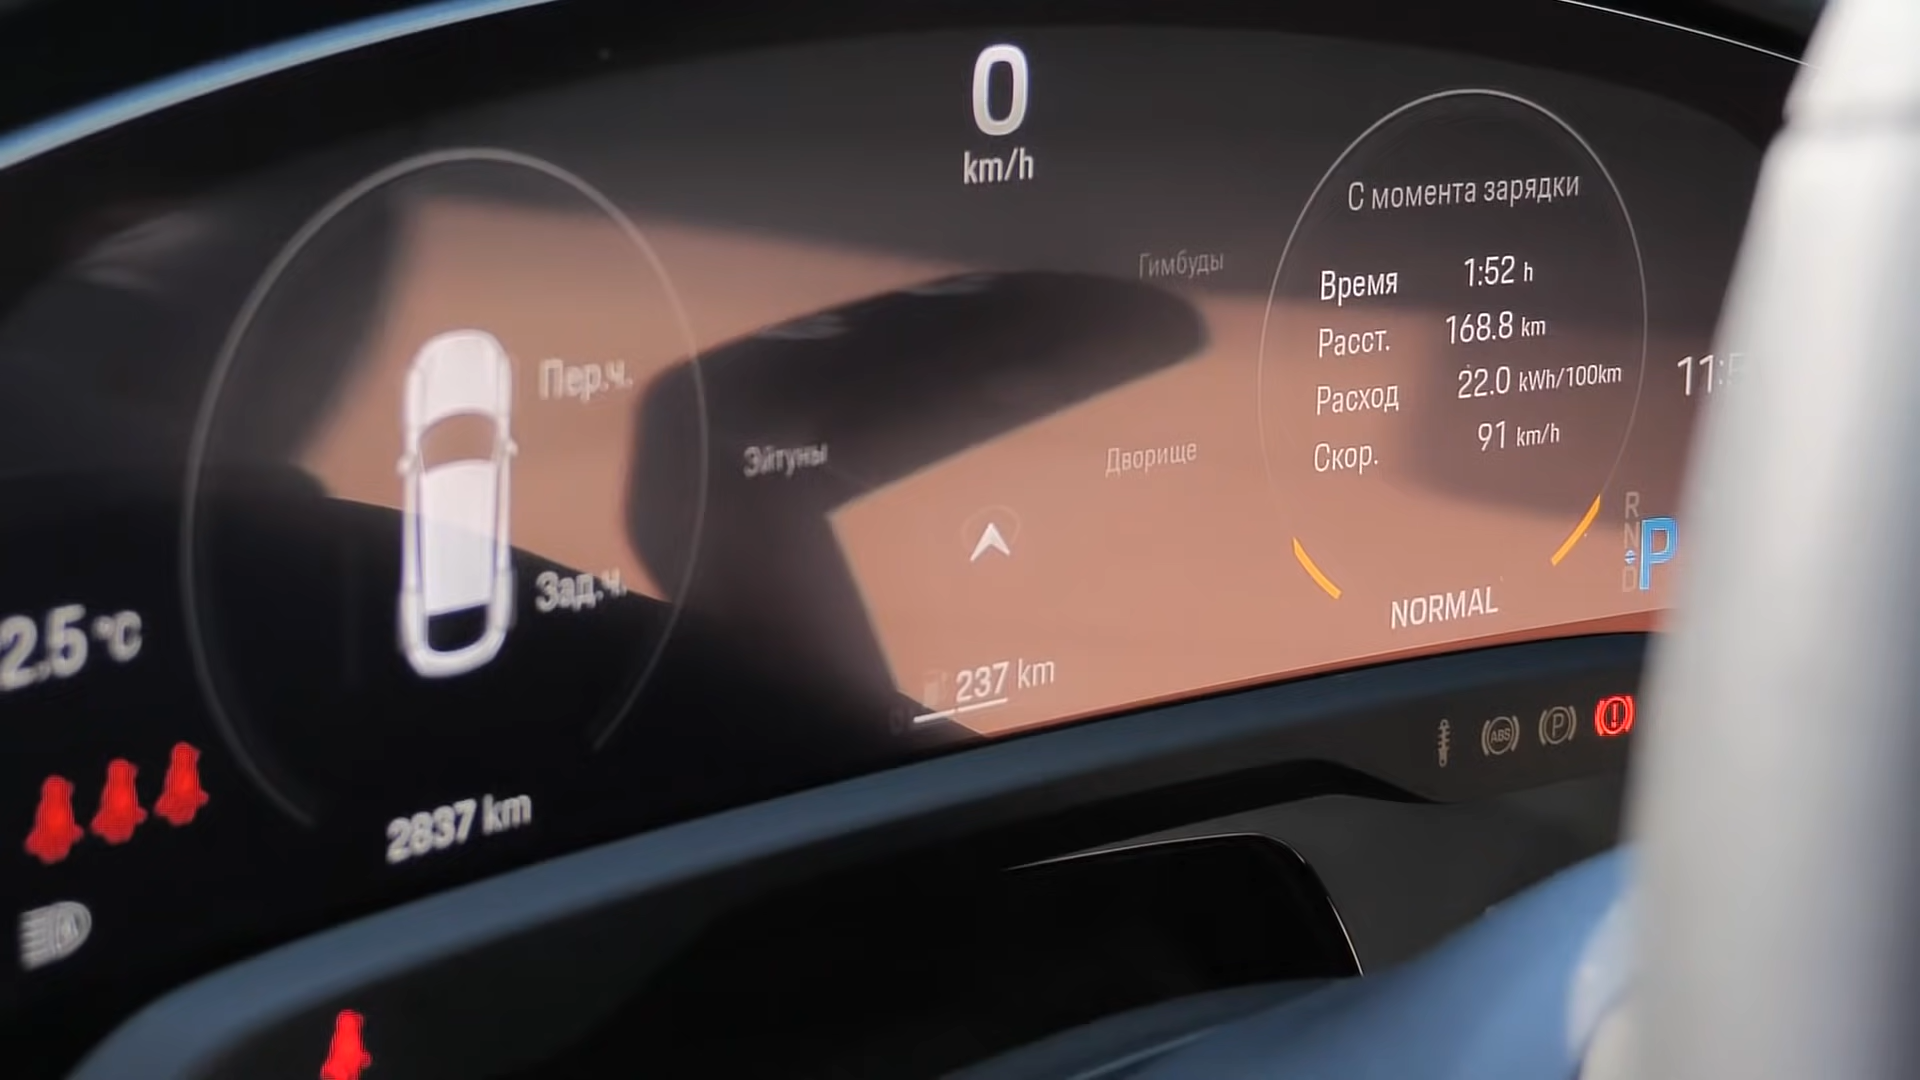 0
km/h
С момента зарядки
Время 1:52 h
Расст. 168.8 km
Расход 22.0 kWh/100km
Скор. 91 km/h
Гимбуды
Эйтуны
Дворище
Пер.ч.
Зад.ч.
2.5 °C
R
N
D
P
NORMAL
237 km
2837 km
ABS
P
A